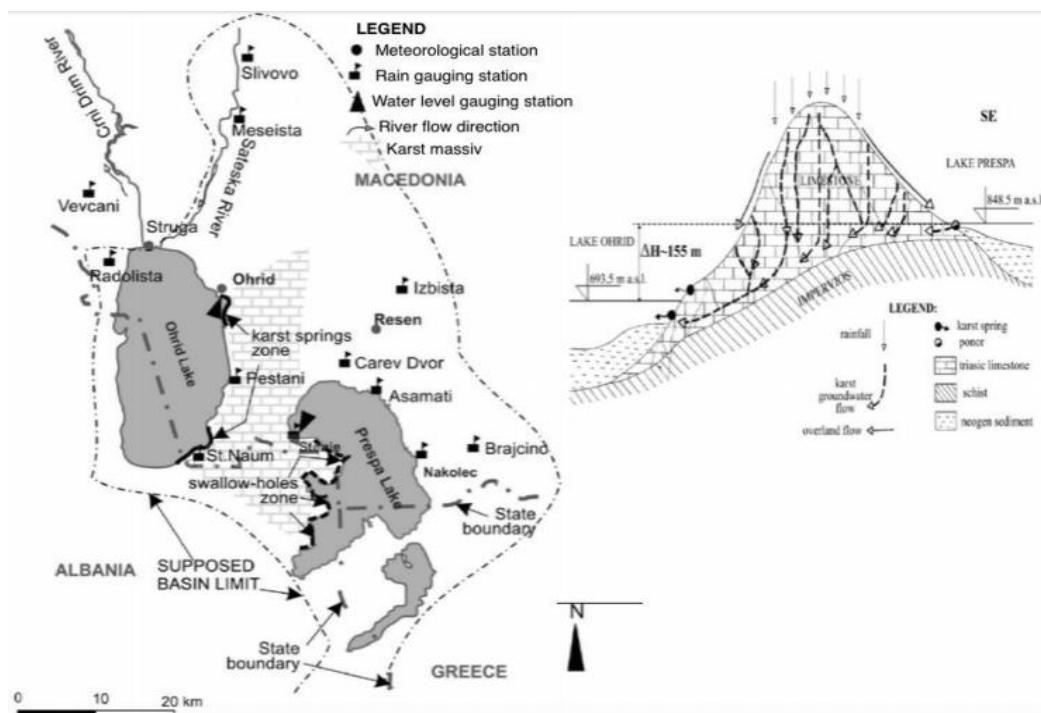 LEGEND
Meteorological station
Rain gauging station
Water level gauging station
River flow direction
Karst massiv
Crni Drim River
Slivovo
Meseista
Sateska River
MACEDONIA
Vevcani
Struga
Radolista
Ohrid
Izbista
karst springs
zone
Resen
Ohrid Lake
Carev Dvor
Pestani
Asamati
Stenje
Brajcino
St.Naum
Prespa Lake
Nakolec
swallow-holes
zone
State
boundary
ALBANIA
SUPPOSED
BASIN LIMIT
State
boundary
GREECE
N
0 10 20 km
SE
LAKE PRESPA
LIMESTONE
848.5 m a.s.l.
LAKE OHRID
ΔH~155 m
693.5 m a.s.l.
IMPERVIOS
LEGEND:
rainfall
karst spring
ponor
triasic limestone
karst
groundwater
flow
schist
overland flow
neogen sediment